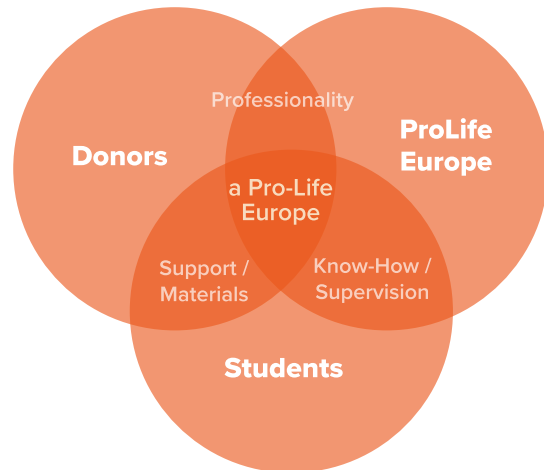 Professionality
Donors
ProLife
Europe
a Pro-Life
Europe
Support /
Materials
Know-How /
Supervision
Students